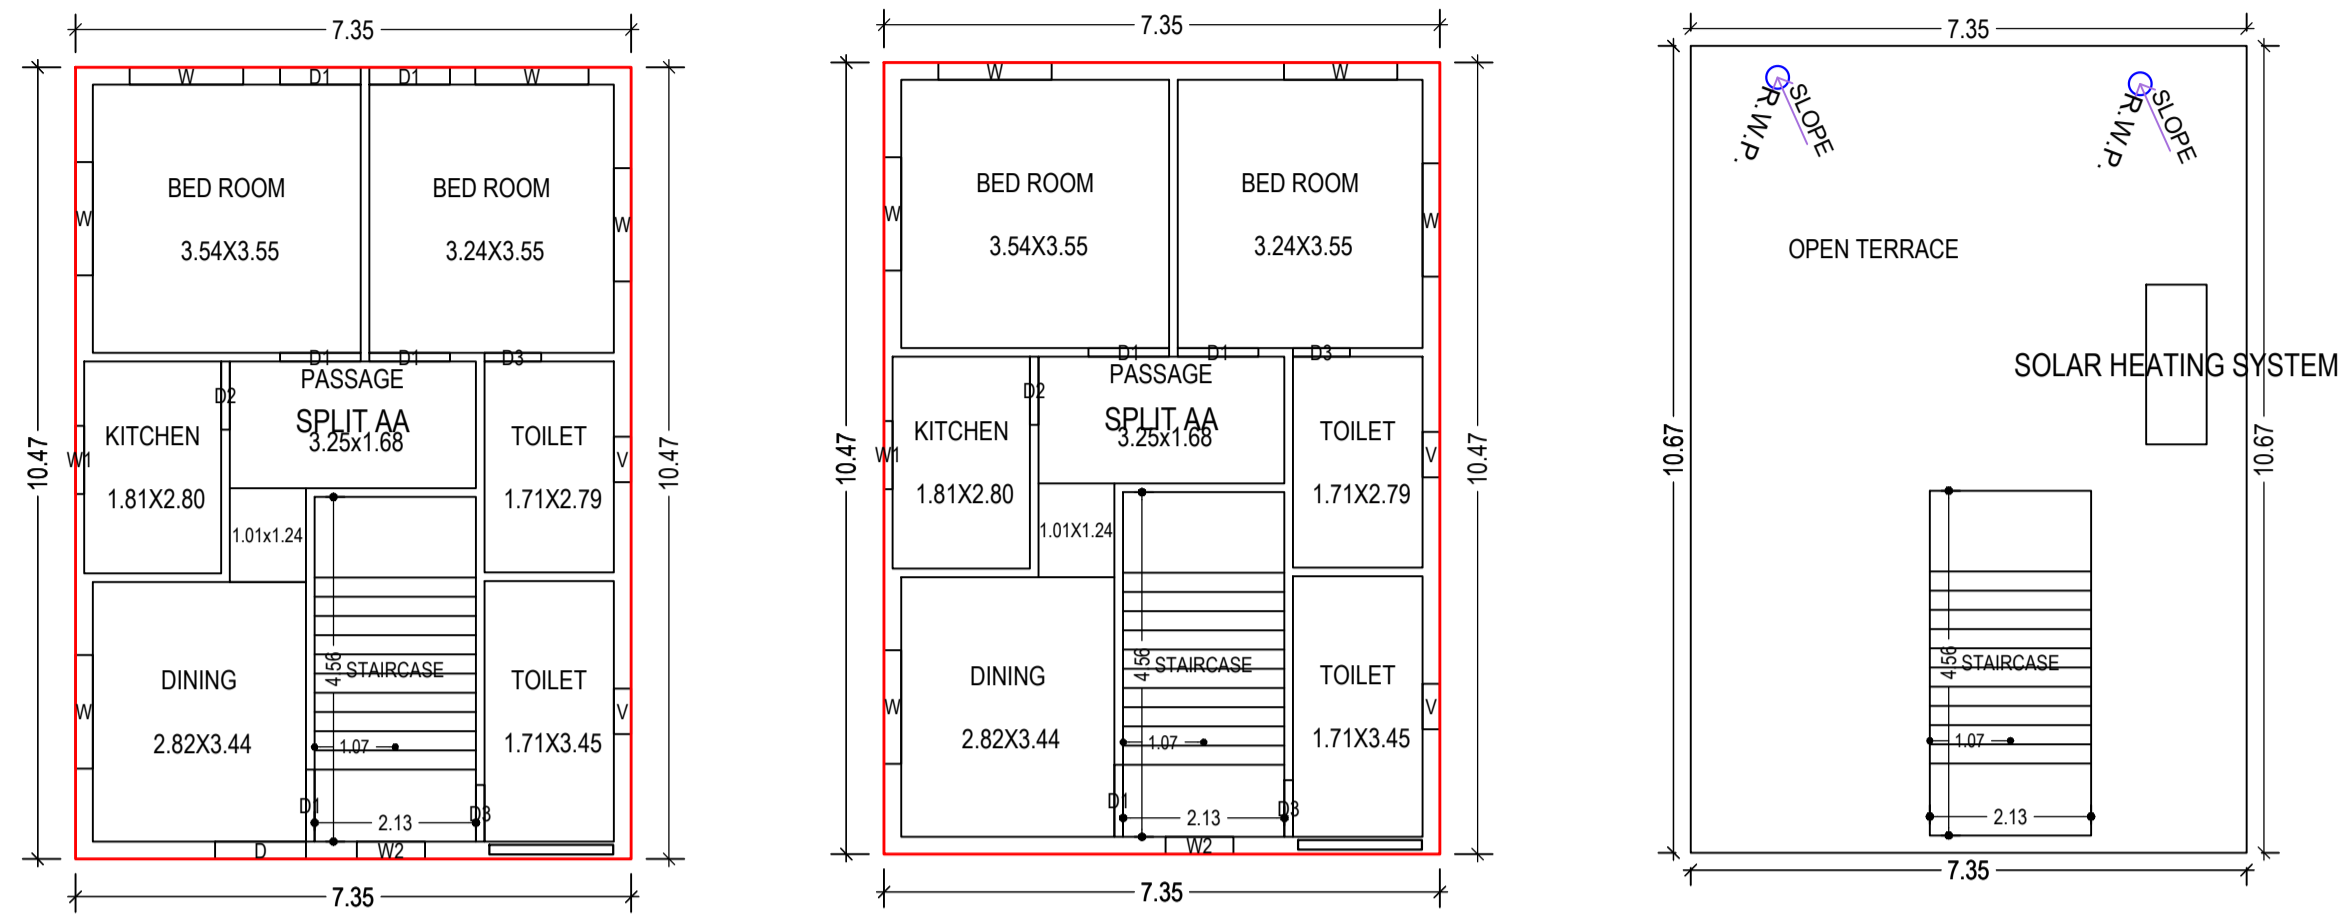 7.35
W
D1
D1
W
10.47
10.47
BED ROOM
3.54X3.55
BED ROOM
3.24X3.55
W
W
D1
D1
D3
PASSAGE
SPLIT AA
3.25x1.68
D2
KITCHEN
1.81X2.80
W1
TOILET
1.71X2.79
V
1.01x1.24
DINING
2.82X3.44
W
4.56
STAIRCASE
1.07
TOILET
1.71X3.45
V
D1
D3
2.13
D
W2
7.35
7.35
W
W
10.47
10.47
BED ROOM
3.54X3.55
BED ROOM
3.24X3.55
W
W
D1
D1
D3
PASSAGE
SPLIT AA
3.25x1.68
D2
KITCHEN
1.81X2.80
W1
TOILET
1.71X2.79
V
1.01X1.24
DINING
2.82X3.44
W
4.56
STAIRCASE
1.07
TOILET
1.71X3.45
V
D1
D3
2.13
W2
7.35
7.35
R.W.P.
SLOPE
R.W.P.
SLOPE
OPEN TERRACE
SOLAR HEATING SYSTEM
10.67
10.67
4.56
STAIRCASE
1.07
2.13
7.35